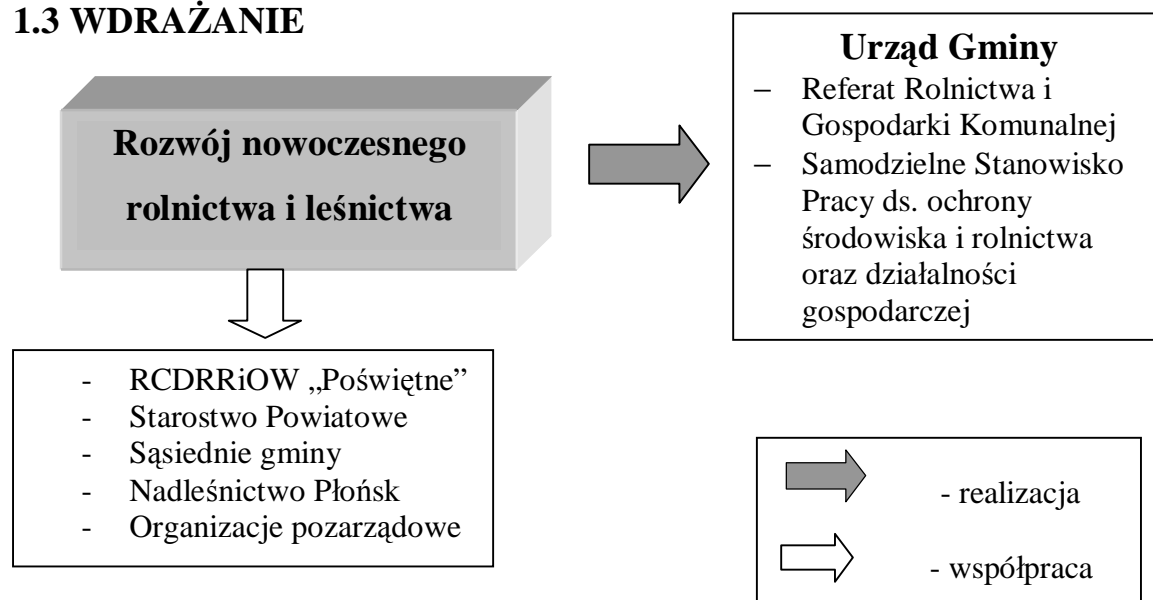 1.3 WDRAŻANIE
Rozwój nowoczesnego
rolnictwa i leśnictwa
Urząd Gminy
– Referat Rolnictwa i
Gospodarki Komunalnej
– Samodzielne Stanowisko
Pracy ds. ochrony
środowiska i rolnictwa
oraz działalności
gospodarczej
- RCDRRiOW „Poświętne”
- Starostwo Powiatowe
- Sąsiednie gminy
- Nadleśnictwo Płońsk
- Organizacje pozarządowe
- realizacja
- współpraca